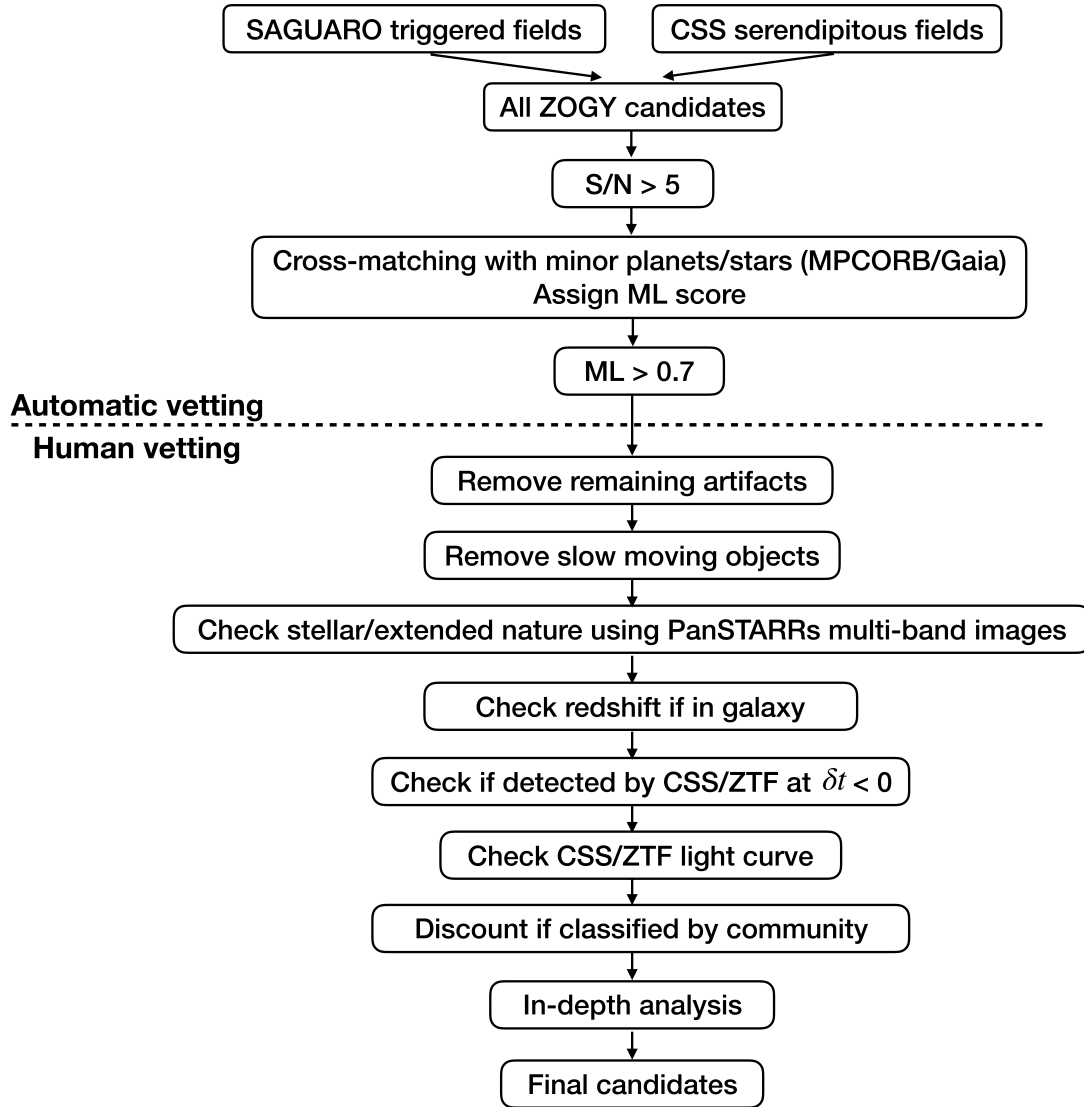 SAGUARO triggered fields
CSS serendipitous fields
All ZOGY candidates
S/N > 5
Cross-matching with minor planets/stars (MPCORB/Gaia)
Assign ML score
ML > 0.7
Automatic vetting
Human vetting
Remove remaining artifacts
Remove slow moving objects
Check stellar/extended nature using PanSTARRs multi-band images
Check redshift if in galaxy
Check if detected by CSS/ZTF at δt < 0
Check CSS/ZTF light curve
Discount if classified by community
In-depth analysis
Final candidates